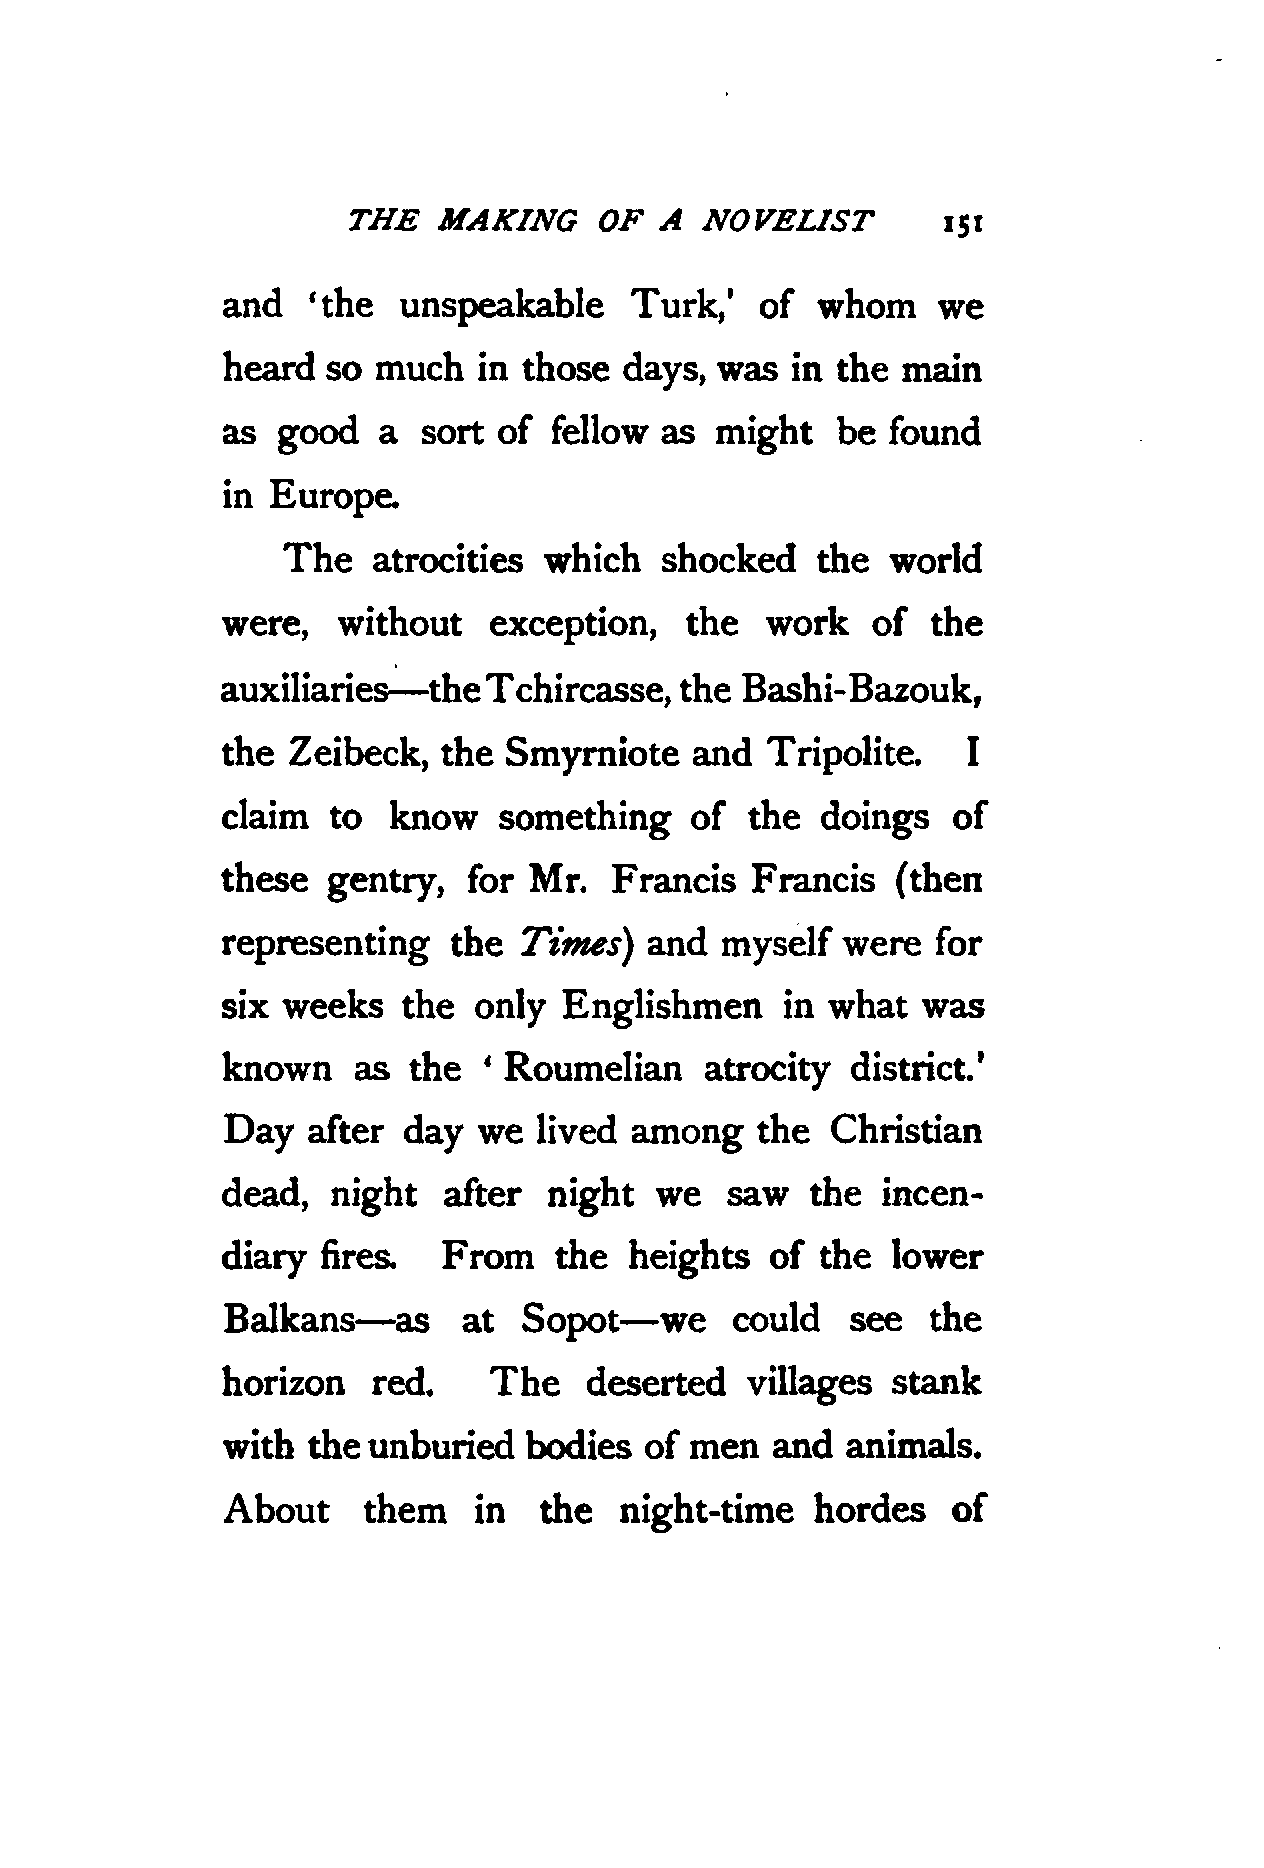 THE MAKING OF A NOVELIST 151
and 'the unspeakable Turk,' of whom we
heard so much in those days, was in the main
as good a sort of fellow as might be found
in Europe.
The atrocities which shocked the world
were, without exception, the work of the
auxiliaries—the Tchircasse, the Bashi-Bazouk,
the Zeibeck, the Smyrniote and Tripolite. I
claim to know something of the doings of
these gentry, for Mr. Francis Francis (then
representing the Times) and myself were for
six weeks the only Englishmen in what was
known as the ' Roumelian atrocity district.'
Day after day we lived among the Christian
dead, night after night we saw the incen-
diary fires. From the heights of the lower
Balkans—as at Sopot—we could see the
horizon red. The deserted villages stank
with the unburied bodies of men and animals.
About them in the night-time hordes of